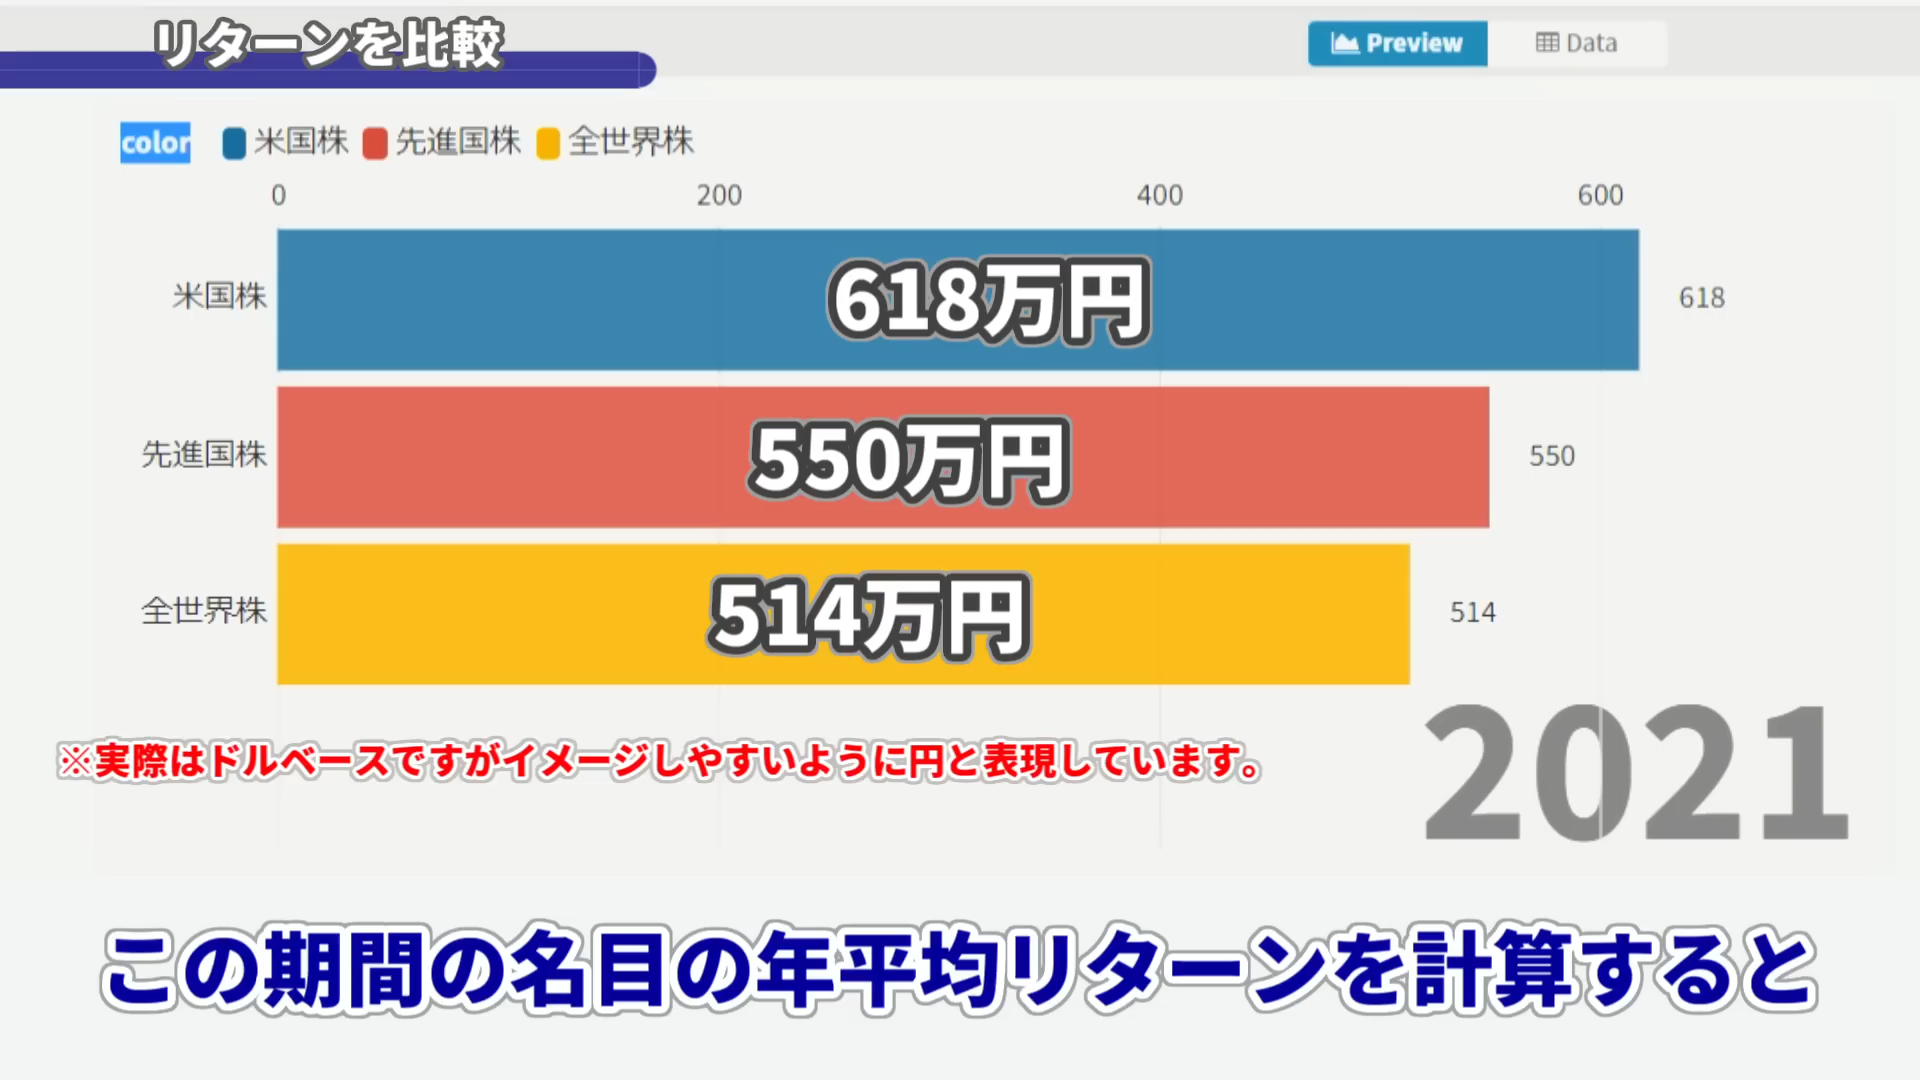 リターンを比較
Preview
Data
color 米国株 先進国株 全世界株
0 200 400 600
米国株 618万円 618
先進国株 550万円 550
全世界株 514万円 514
※実際はドルベースですがイメージしやすいように円と表現しています。
2021
この期間の名目の年平均リターンを計算すると